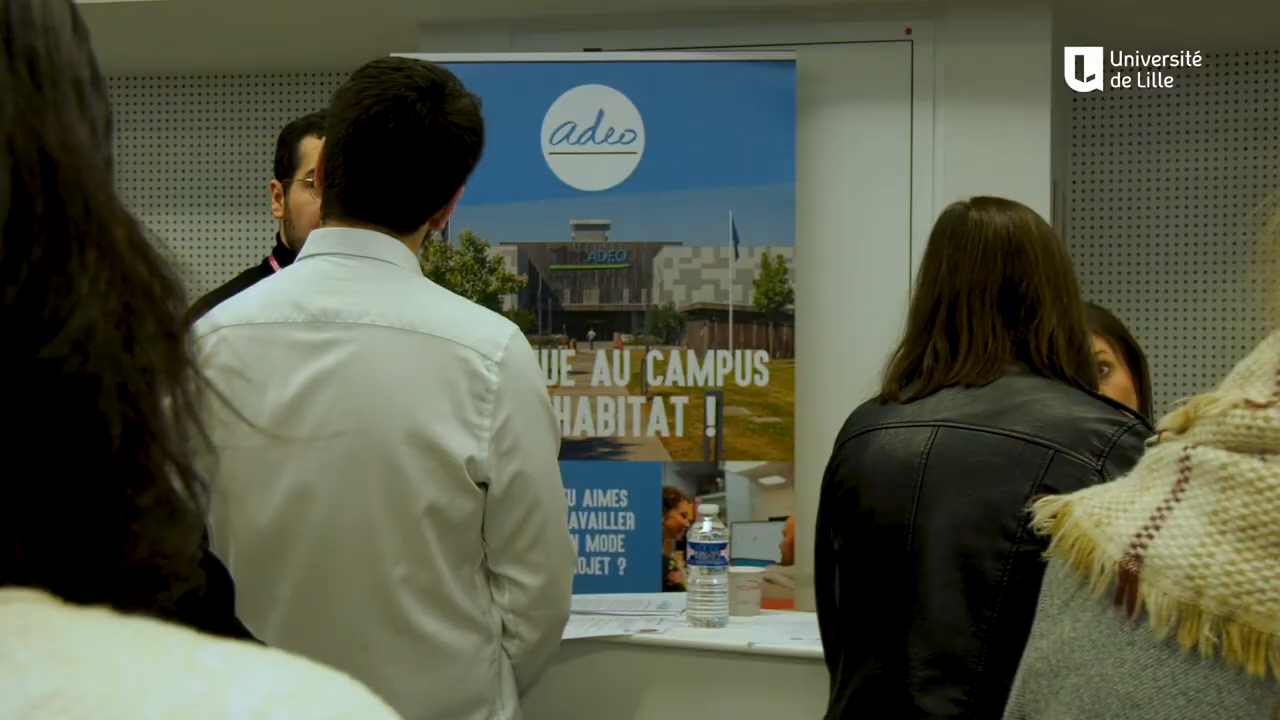 Université
de Lille
adeo
ADEO
UE AU CAMPUS
HABITAT !
U AIMES
AVAILLER
N MODE
OJET ?